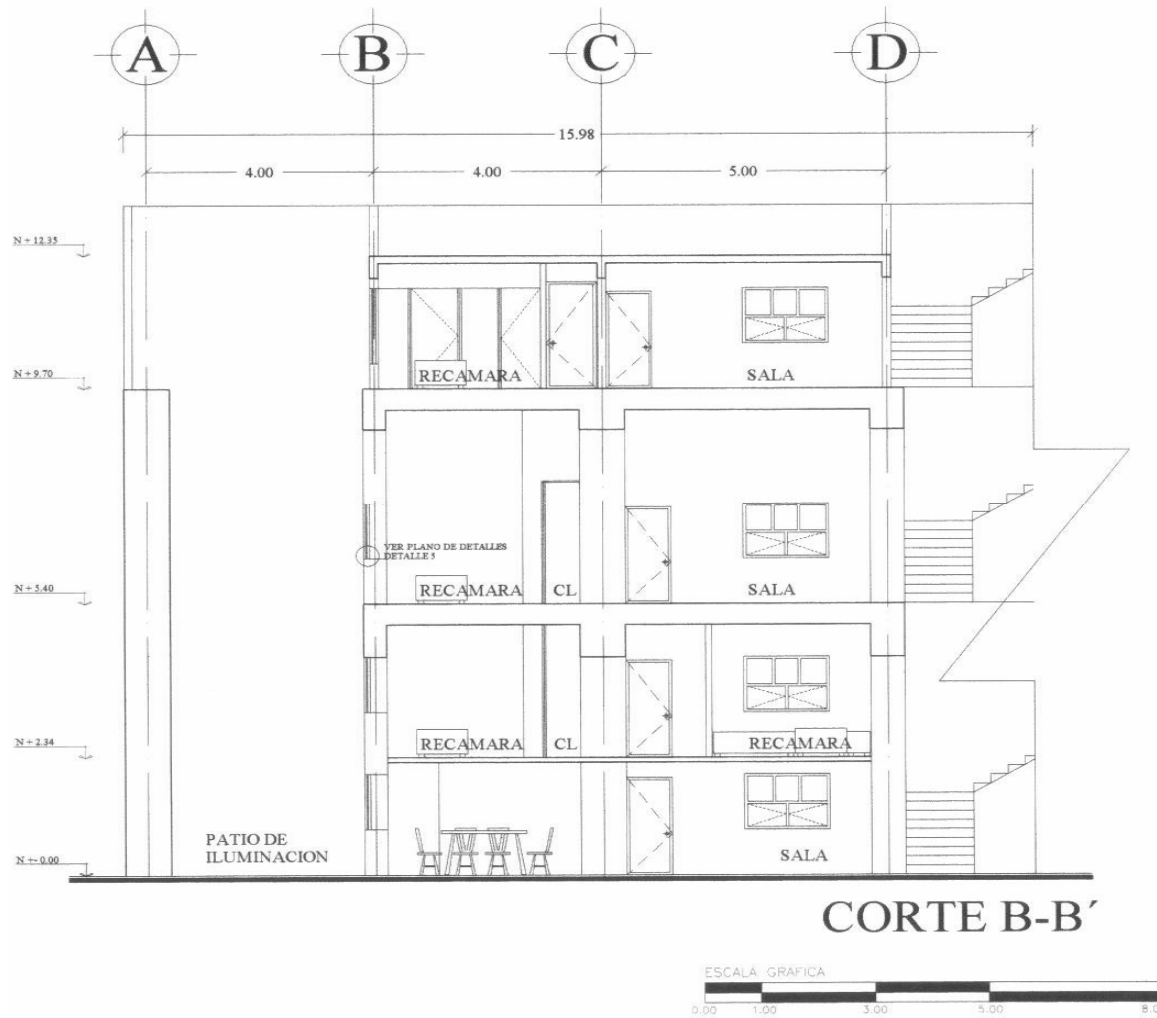 A B C D
15.98
4.00 4.00 5.00
N + 12.35
N + 9.70
RECAMARA SALA
VER PLANO DE DETALLES
DETALLE 5
N + 5.40
RECAMARA CL SALA
N + 2.34
RECAMARA CL RECAMARA
PATIO DE
ILUMINACION
N +- 0.00
SALA
CORTE B-B´
ESCALA GRAFICA
0.00 1.00 3.00 5.00